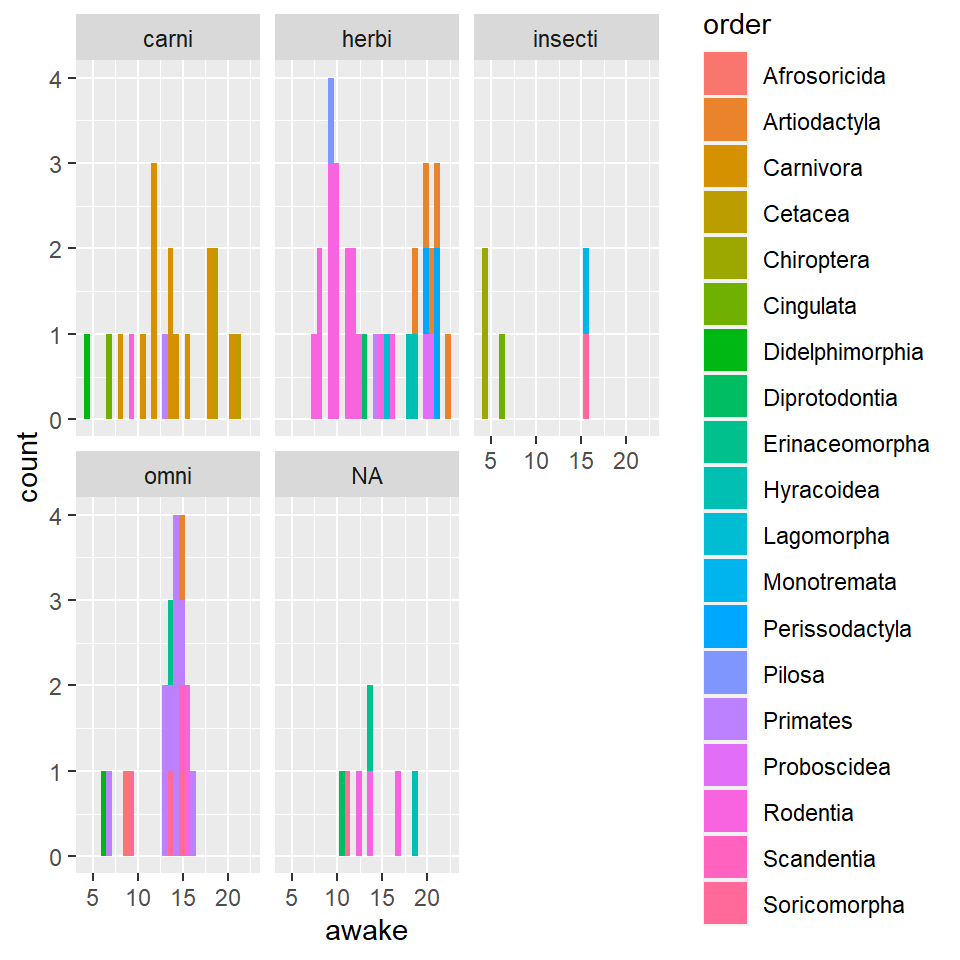 order
carni herbi insecti
4
3
2
1
0
5 10 15 20
omni NA
4
3
2
1
0
5 10 15 20 5 10 15 20
count
awake
Afrosoricida
Artiodactyla
Carnivora
Cetacea
Chiroptera
Cingulata
Didelphimorphia
Diprotodontia
Erinaceomorpha
Hyracoidea
Lagomorpha
Monotremata
Perissodactyla
Pilosa
Primates
Proboscidea
Rodentia
Scandentia
Soricomorpha